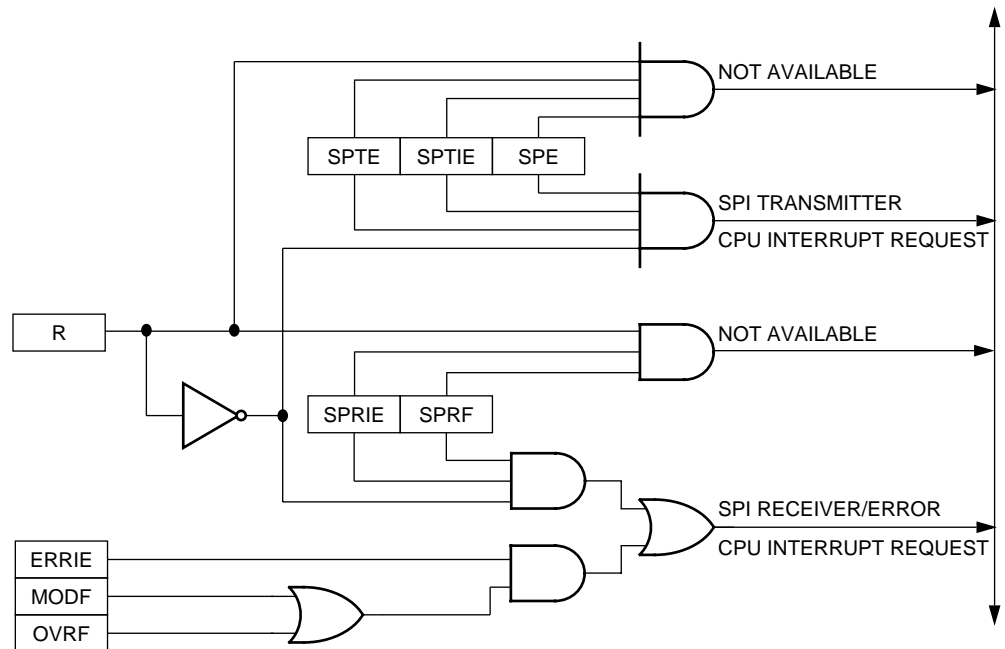 NOT AVAILABLE
SPTE SPTIE SPE
SPI TRANSMITTER
CPU INTERRUPT REQUEST
R
NOT AVAILABLE
SPRIE SPRF
SPI RECEIVER/ERROR
CPU INTERRUPT REQUEST
ERRIE
MODF
OVRF